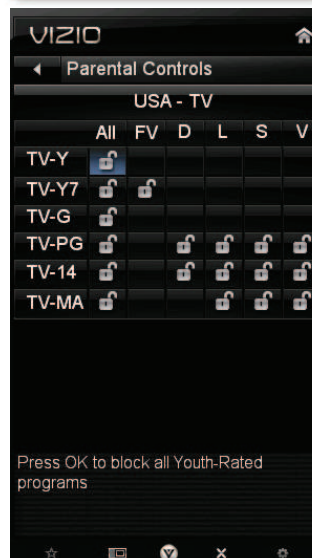 VIZIO
Parental Controls
USA - TV
All FV D L S V
TV-Y
TV-Y7
TV-G
TV-PG
TV-14
TV-MA
Press OK to block all Youth-Rated
programs